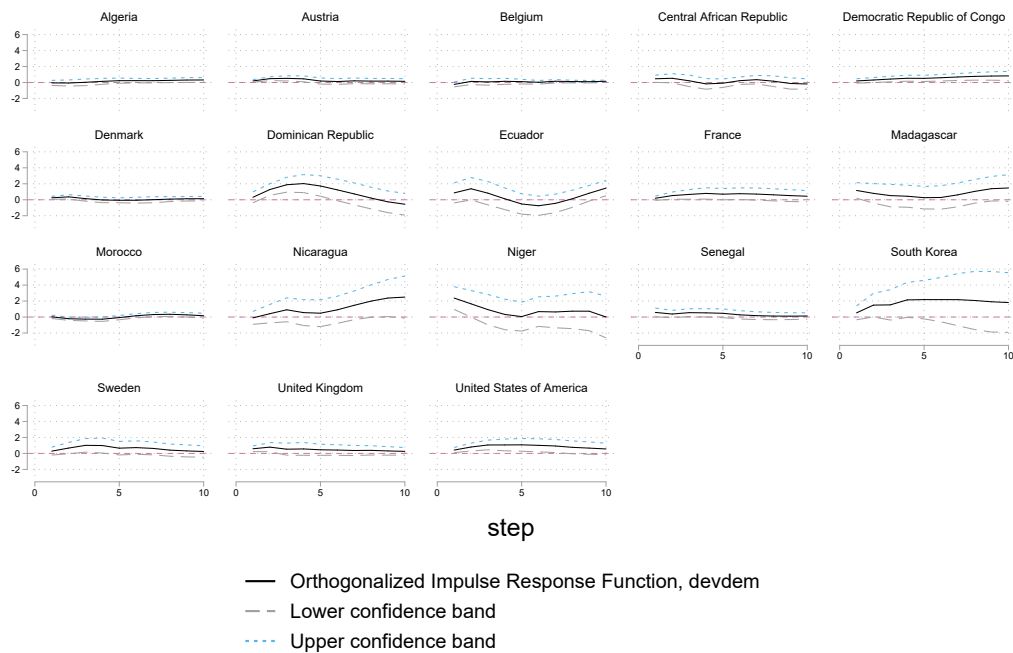 Algeria Austria Belgium Central African Republic Democratic Republic of Congo
6
4
2
0
-2
Denmark Dominican Republic Ecuador France Madagascar
6
4
2
0
-2
Morocco Nicaragua Niger Senegal South Korea
6
4
2
0
-2
0 5 10 0 5 10
Sweden United Kingdom United States of America
6
4
2
0
-2
0 5 10 0 5 10 0 5 10
step
Orthogonalized Impulse Response Function, devdem
Lower confidence band
Upper confidence band